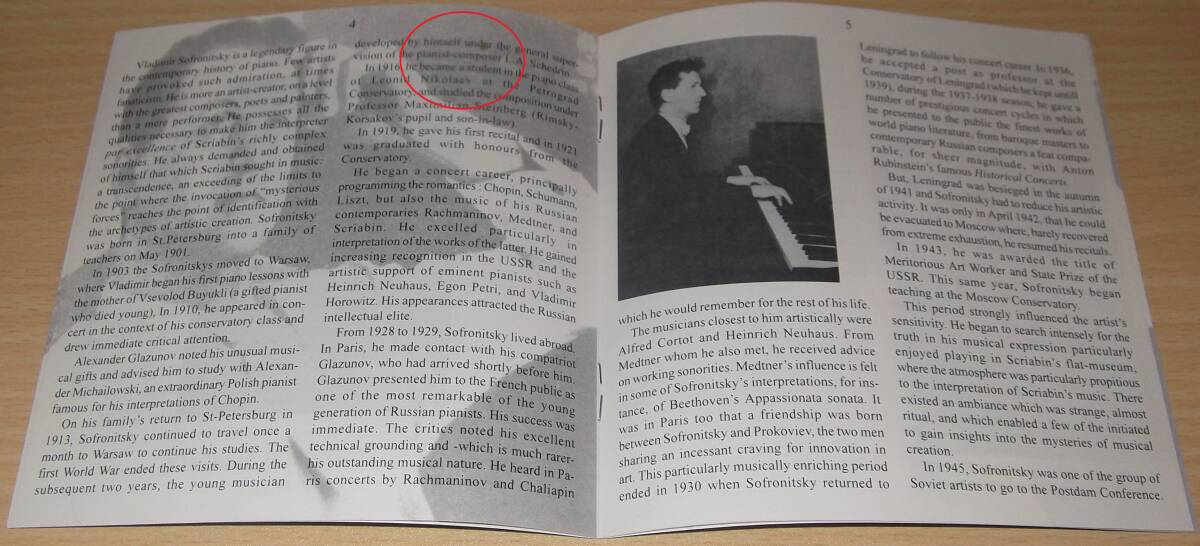 4
Vladimir Sofronitsky is a legendary figure in
the contemporary history of piano. Few artists
have provoked such admiration, at times
fanaticism. He is more an artist-creator, on a level
with the greatest composers, poets and painters,
than a mere performer. He possesses all the
qualities necessary to make him the interpreter
par excellence of Scriabin's richly complex
sonorities. He always demanded and obtained
of himself that which Scriabin sought in music:
a transcendence, an exceeding of the limits to
the point where the invocation of "mysterious
forces" reaches the point of identification with
the archetypes of artistic creation. Sofronitsky
was born in St.Petersburg into a family of
teachers on May 1901.
In 1903 the Sofronitskys moved to Warsaw,
where Vladimir began his first piano lessons with
the mother of Vsevolod Buyukli (a gifted pianist
who died young), In 1910, he appeared in con-
cert in the context of his conservatory class and
drew immediate critical attention.
Alexander Glazunov noted his unusual musi-
cal gifts and advised him to study with Alexan-
der Michailowski, an extraordinary Polish pianist
famous for his interpretations of Chopin.
On his family's return to St-Petersburg in
1913, Sofronitsky continued to travel once a
month to Warsaw to continue his studies. The
first World War ended these visits. During the
subsequent two years, the young musician
developed by himself under the general super-
vision of the pianist-composer I. A. Schedrin.
In 1916, he became a student in the piano class
of Leonid Nikolaev at the Petrograd
Conservatory, and studied the composition under
Professor Maximilian Steinberg (Rimsky-
Korsakov's pupil and son-in-law).
In 1919, he gave his first recital and in 1921
was graduated with honours from the
Conservatory.
He began a concert career, principally
programming the romantics : Chopin, Schumann,
Liszt, but also the music of his Russian
contemporaries Rachmaninov, Medtner, and
Scriabin. He excelled particularly in
interpretation of the works of the latter. He gained
increasing recognition in the USSR and the
artistic support of eminent pianists such as
Heinrich Neuhaus, Egon Petri, and Vladimir
Horowitz. His appearances attracted the Russian
intellectual elite.
From 1928 to 1929, Sofronitsky lived abroad.
In Paris, he made contact with his compatriot
Glazunov, who had arrived shortly before him.
Glazunov presented him to the French public as
one of the most remarkable of the young
generation of Russian pianists. His success was
immediate. The critics noted his excellent
technical grounding and -which is much rarer-
his outstanding musical nature. He heard in Pa-
ris concerts by Rachmaninov and Chaliapin
5
which he would remember for the rest of his life.
The musicians closest to him artistically were
Alfred Cortot and Heinrich Neuhaus. From
Medtner whom he also met, he received advice
on working sonorities. Medtner's influence is felt
in some of Sofronitsky's interpretations, for ins-
tance, of Beethoven's Appassionata sonata. It
was in Paris too that a friendship was born
between Sofronitsky and Prokoviev, the two men
sharing an incessant craving for innovation in
art. This particularly musically enriching period
ended in 1930 when Sofronitsky returned to
Leningrad to follow his concert career. In 1936,
he accepted a post as professor at the
Conservatory of Leningrad (which he kept until
1939), during the 1937-1938 season, he gave a
number of prestigious concert cycles in which
he presented to the public the finest works of
world piano literature, from baroque masters to
contemporary Russian composers a feat compa-
rable, for sheer magnitude, with Anton
Rubinstein's famous Historical Concerts.
But, Leningrad was besieged in the autumn
of 1941 and Sofronitsky had to reduce his artistic
activity. It was only in April 1942, that he could
be evacuated to Moscow where, barely recovered
from extreme exhaustion, he resumed his recitals.
In 1943, he was awarded the title of
Meritorious Art Worker and State Prize of the
USSR. This same year, Sofronitsky began
teaching at the Moscow Conservatory.
This period strongly influenced the artist's
sensitivity. He began to search intensely for the
truth in his musical expression particularly
enjoyed playing in Scriabin's flat-museum,
where the atmosphere was particularly propitious
to the interpretation of Scriabin's music. There
existed an ambiance which was strange, almost
ritual, and which enabled a few of the initiated
to gain insights into the mysteries of musical
creation.
In 1945, Sofronitsky was one of the group of
Soviet artists to go to the Postdam Conference.